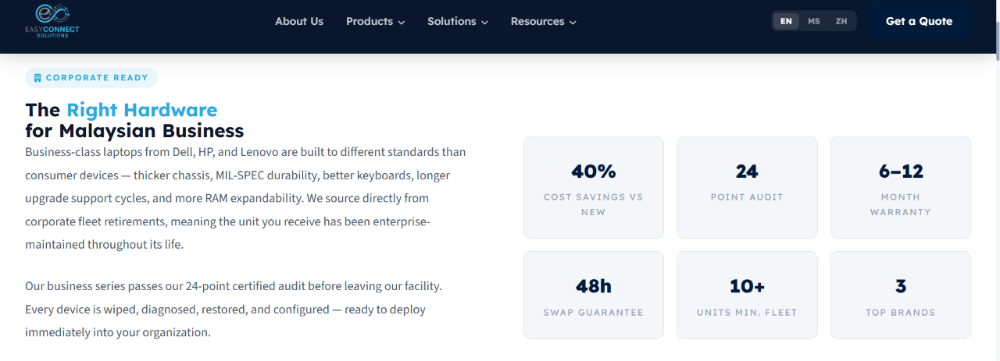 EASYCONNECT
SOLUTIONS
About Us
Products
Solutions
Resources
EN
MS
ZH
Get a Quote
CORPORATE READY
The Right Hardware
for Malaysian Business
Business-class laptops from Dell, HP, and Lenovo are built to different standards than
consumer devices — thicker chassis, MIL-SPEC durability, better keyboards, longer
upgrade support cycles, and more RAM expandability. We source directly from
corporate fleet retirements, meaning the unit you receive has been enterprise-
maintained throughout its life.
Our business series passes our 24-point certified audit before leaving our facility.
Every device is wiped, diagnosed, restored, and configured — ready to deploy
immediately into your organization.
40%
COST SAVINGS VS
NEW
24
POINT AUDIT
6–12
MONTH
WARRANTY
48h
SWAP GUARANTEE
10+
UNITS MIN. FLEET
3
TOP BRANDS